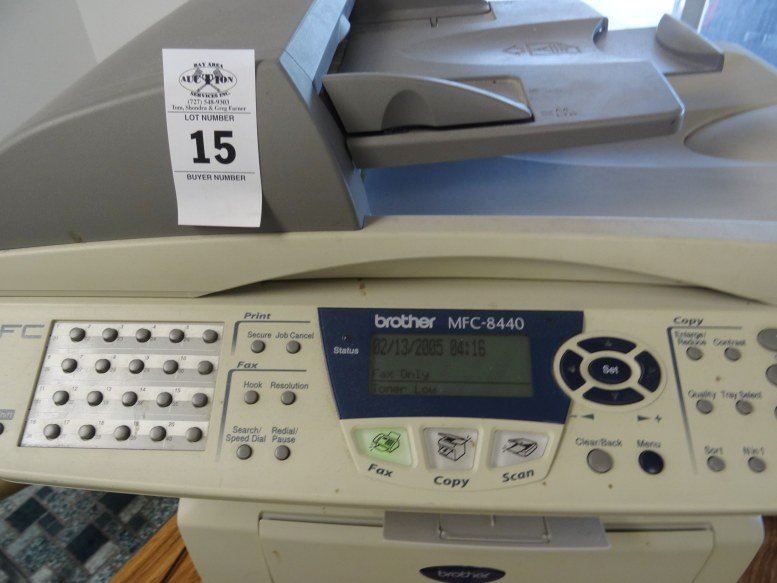 BAY AREA
AUCTION
SERVICES INC.
(727) 548-9303
Tom, Shondra & Greg Farner
LOT NUMBER
15
BUYER NUMBER
FC
Print
Secure Job Cancel
Fax
Hook Resolution
Search/
Speed Dial
Redial/
Pause
brother MFC-8440
Status
02/13/2005 04:16
Fax Only
Toner Low
Fax
Copy
Scan
Set
Clear/Back
Menu
Copy
Enlarge/
Reduce
Contrast
Quality Tray Select
Sort
N in 1
brother